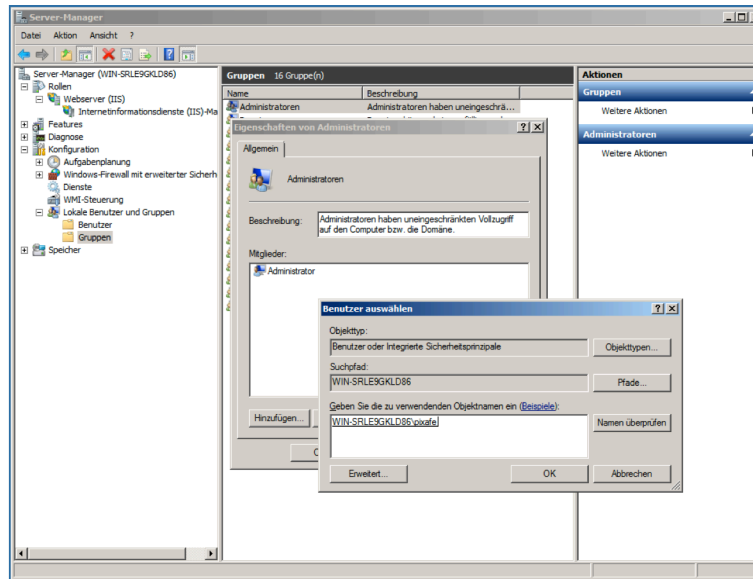 Server-Manager
Datei Aktion Ansicht ?
Server-Manager (WIN-SRLE9GKLD86)
Rollen
Webserver (IIS)
Internetinformationsdienste (IIS)-Ma
Features
Diagnose
Konfiguration
Aufgabenplanung
Windows-Firewall mit erweiterter Sicherh
Dienste
WMI-Steuerung
Lokale Benutzer und Gruppen
Benutzer
Gruppen
Speicher
Gruppen 16 Gruppe(n)
Name Beschreibung
Administratoren Administratoren haben uneingeschrä...
Eigenschaften von Administratoren
Allgemein
Administratoren
Beschreibung: Administratoren haben uneingeschränkten Vollzugriff
auf den Computer bzw. die Domäne.
Mitglieder:
Administrator
Hinzufügen...
Benutzer auswählen
Objekttyp:
Benutzer oder Integrierte Sicherheitsprinzipale Objekttypen...
Suchpfad:
WIN-SRLE9GKLD86 Pfade...
Geben Sie die zu verwendenden Objektnamen ein (Beispiele):
WIN-SRLE9GKLD86\pixafe Namen überprüfen
Erweitert... OK Abbrechen
Aktionen
Gruppen
Weitere Aktionen
Administratoren
Weitere Aktionen